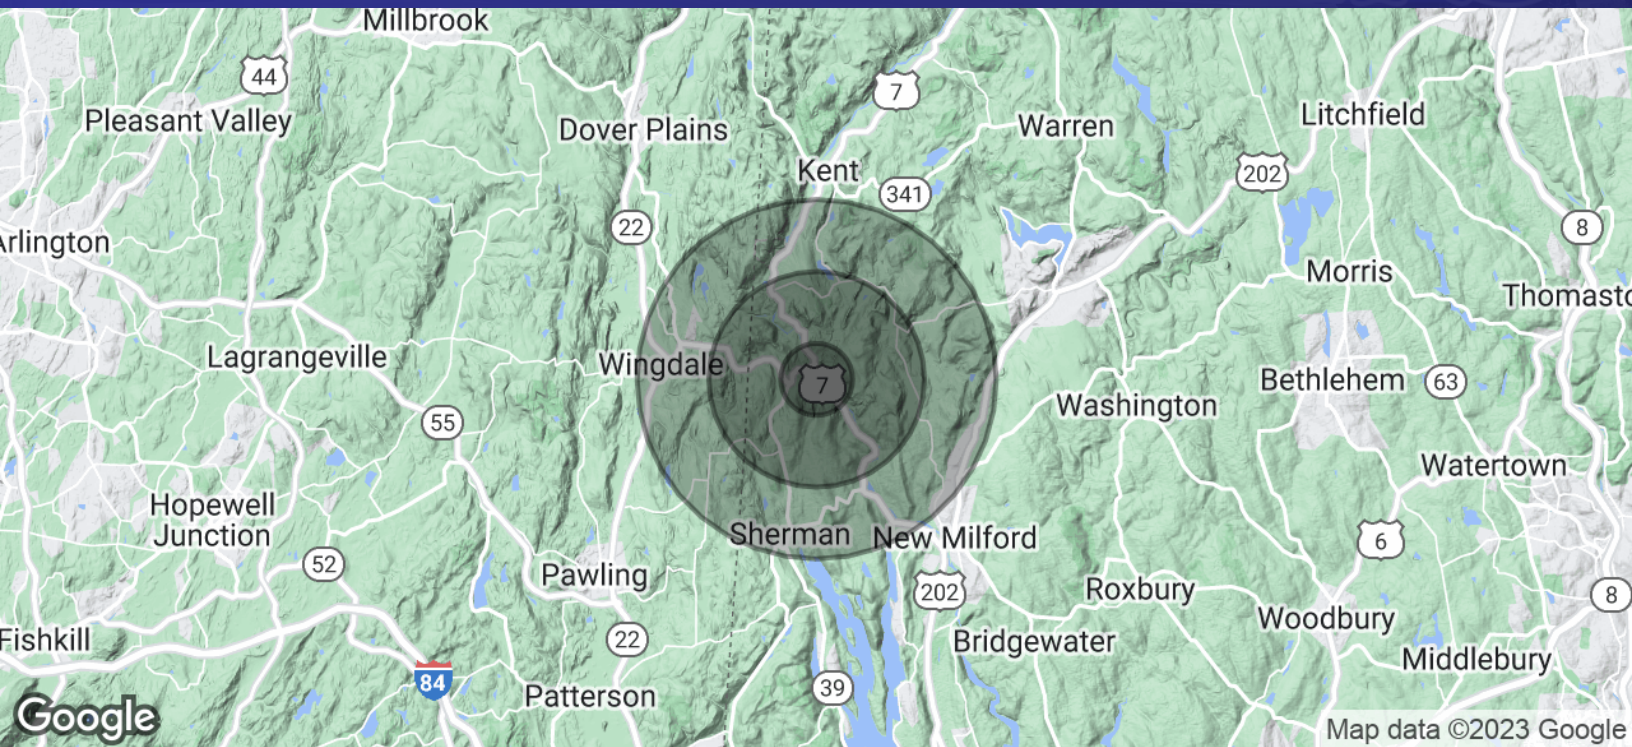 Millbrook
44
7
Pleasant Valley
Dover Plains
Warren
Litchfield
Kent
202
341
22
8
Arlington
Morris
Thomasto
Lagrangeville
Wingdale
7
Bethlehem
63
Washington
55
Watertown
Hopewell
Junction
Sherman
New Milford
6
52
Pawling
202
Roxbury
8
Woodbury
Fishkill
22
Bridgewater
Middlebury
84
39
Patterson
Google
Map data ©2023 Google